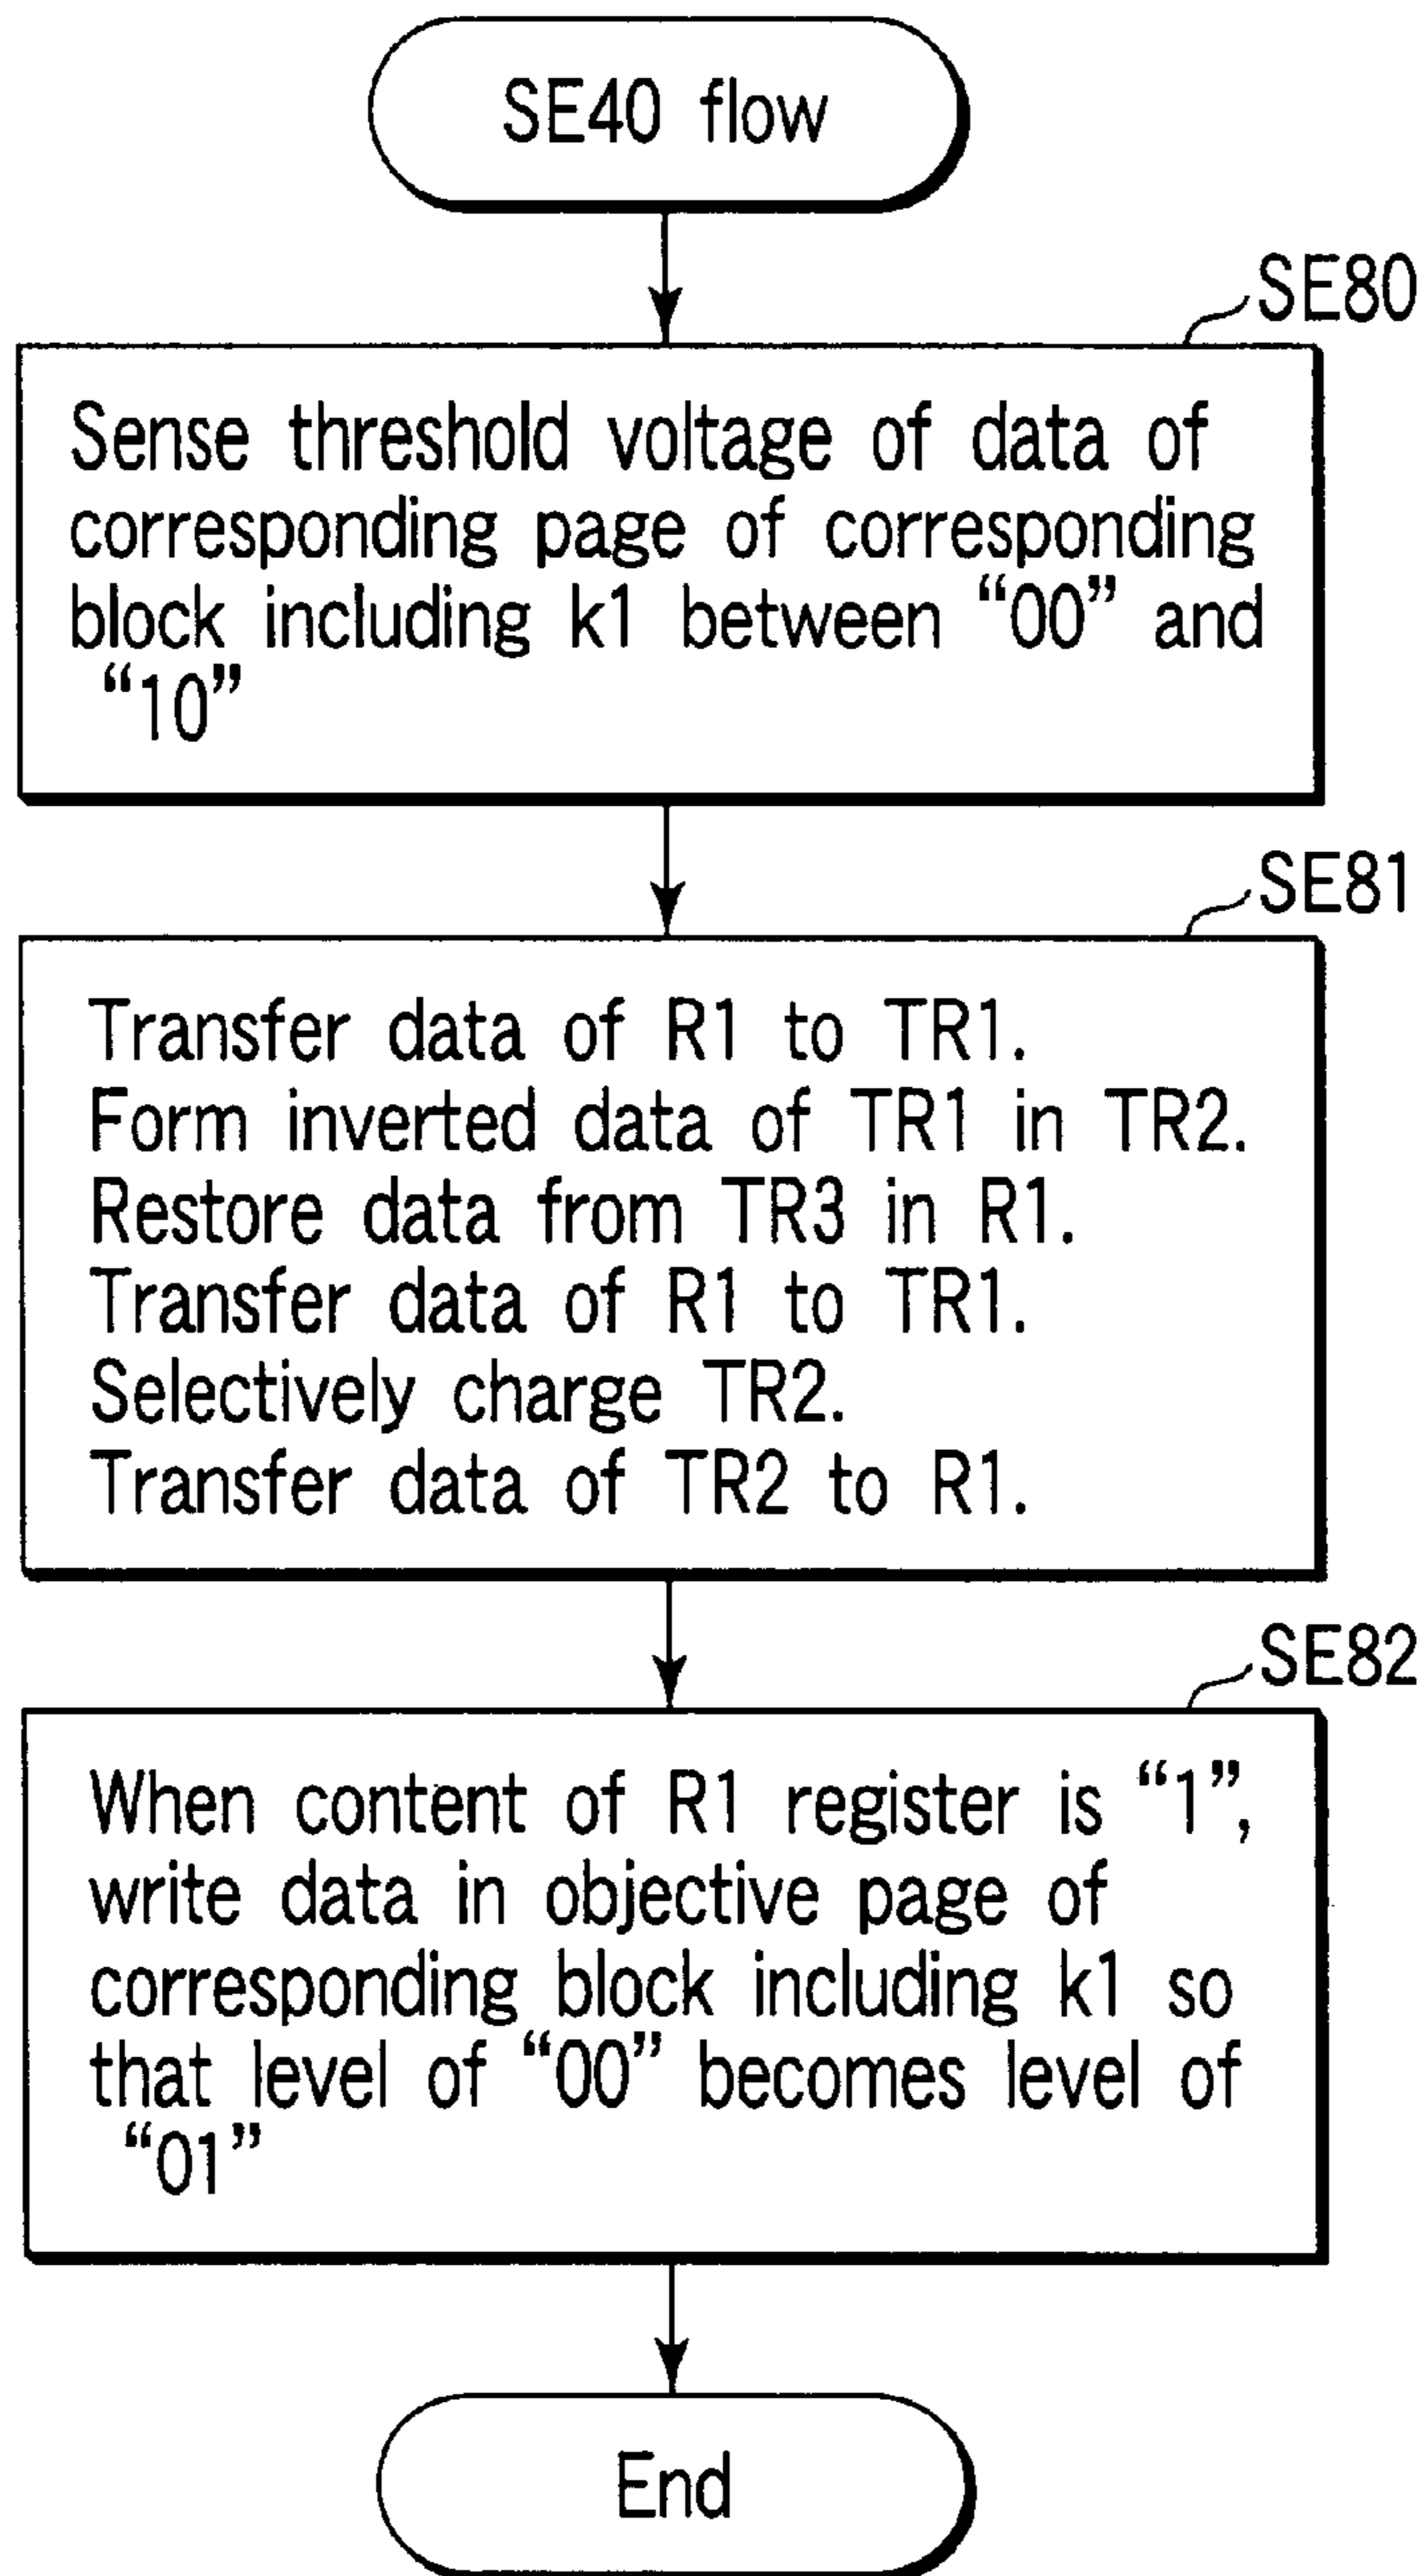 SE40 flow
SE80
Sense threshold voltage of data of
corresponding page of corresponding
block including k1 between “00” and
“10”
SE81
Transfer data of R1 to TR1.
Form inverted data of TR1 in TR2.
Restore data from TR3 in R1.
Transfer data of R1 to TR1.
Selectively charge TR2.
Transfer data of TR2 to R1.
SE82
When content of R1 register is “1”,
write data in objective page of
corresponding block including k1 so
that level of “00” becomes level of
“01”
End